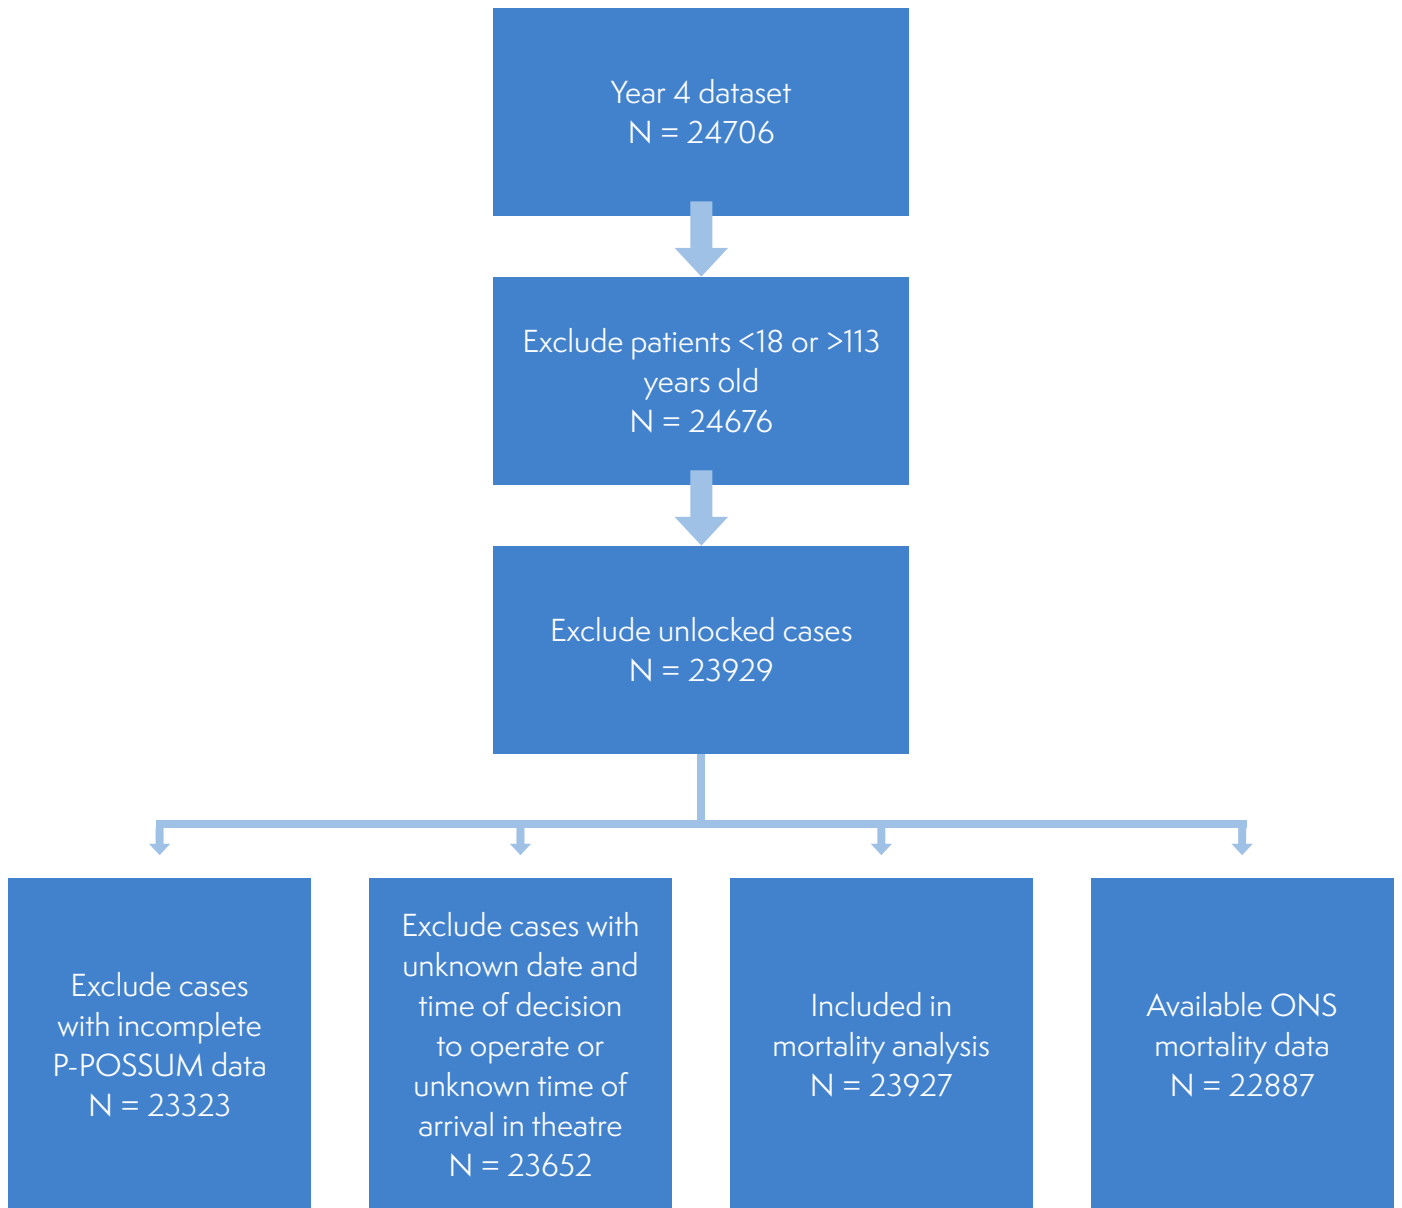 Year 4 dataset
N = 24706
Exclude patients <18 or >113
years old
N = 24676
Exclude unlocked cases
N = 23929
Exclude cases
with incomplete
P-POSSUM data
N = 23323
Exclude cases with
unknown date and
time of decision
to operate or
unknown time of
arrival in theatre
N = 23652
Included in
mortality analysis
N = 23927
Available ONS
mortality data
N = 22887